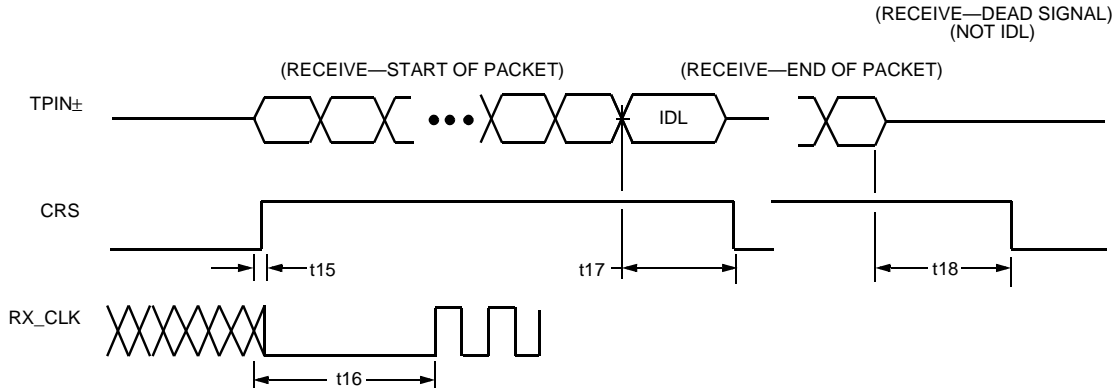 (RECEIVE—DEAD SIGNAL)
(NOT IDL)
(RECEIVE—START OF PACKET)
(RECEIVE—END OF PACKET)
TPIN±
IDL
CRS
t15
t17
t18
RX_CLK
t16